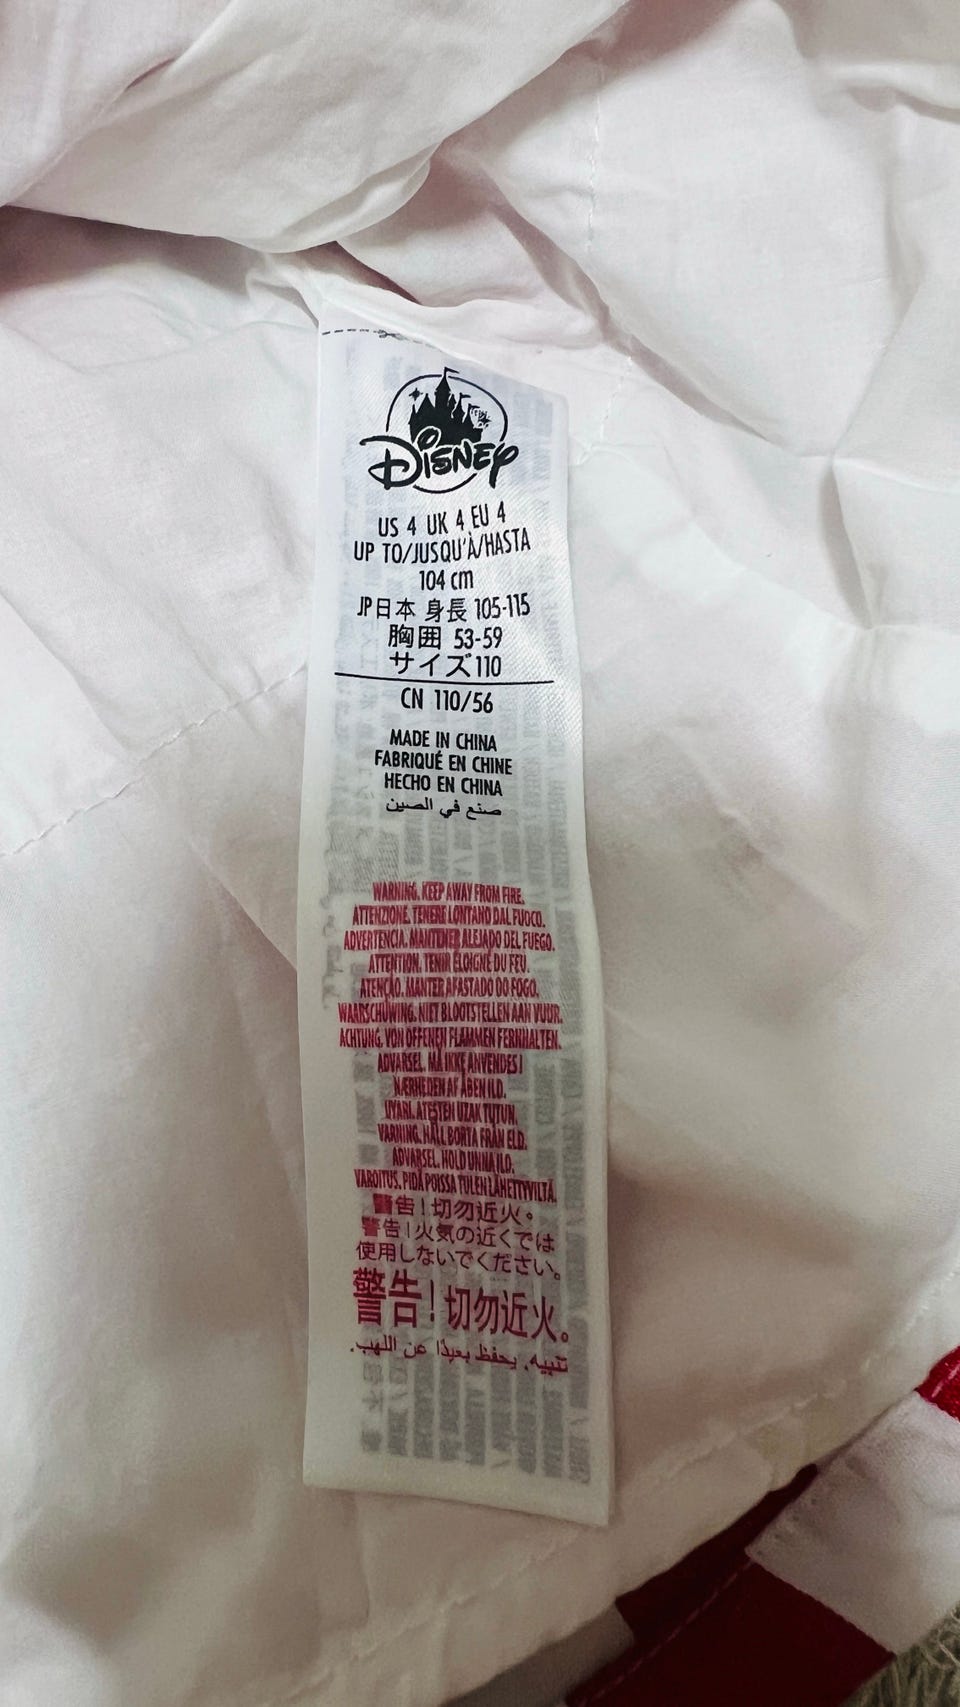 Disney
US 4 UK 4 EU 4
UP TO/JUSQU'À/HASTA
104 cm
JP日本 身長 105-115
胸囲 53-59
サイズ110
CN 110/56
MADE IN CHINA
FABRIQUÉ EN CHINE
HECHO EN CHINA
صنع في الصين
WARNING. KEEP AWAY FROM FIRE.
ATTENZIONE. TENERE LONTANO DAL FUOCO.
ADVERTENCIA. MANTENER ALEJADO DEL FUEGO.
ATTENTION. TENIR ÉLOIGNÉ DU FEU.
ATENÇÃO. MANTER AFASTADO DO FOGO.
WAARSCHUWING. NIET BLOOTSTELLEN AAN VUUR.
ACHTUNG. VON OFFENEN FLAMMEN FERNHALTEN.
ADVARSEL. MÅ IKKE ANVENDES I
NÆRHEDEN AF ÅBEN ILD.
UYARI. ATEŞTEN UZAK TUTUN.
VARNING. HÅLL BORTA FRÅN ELD.
ADVARSEL. HOLD UNNA ILD.
VAROITUS. PIDÄ POISSA TULEN LÄHETTYVILTÄ.
警告！切勿近火。
警告！火気の近くでは
使用しないでください。
警告！切勿近火。
تنبيه. يحفظ بعيدًا عن اللهب.